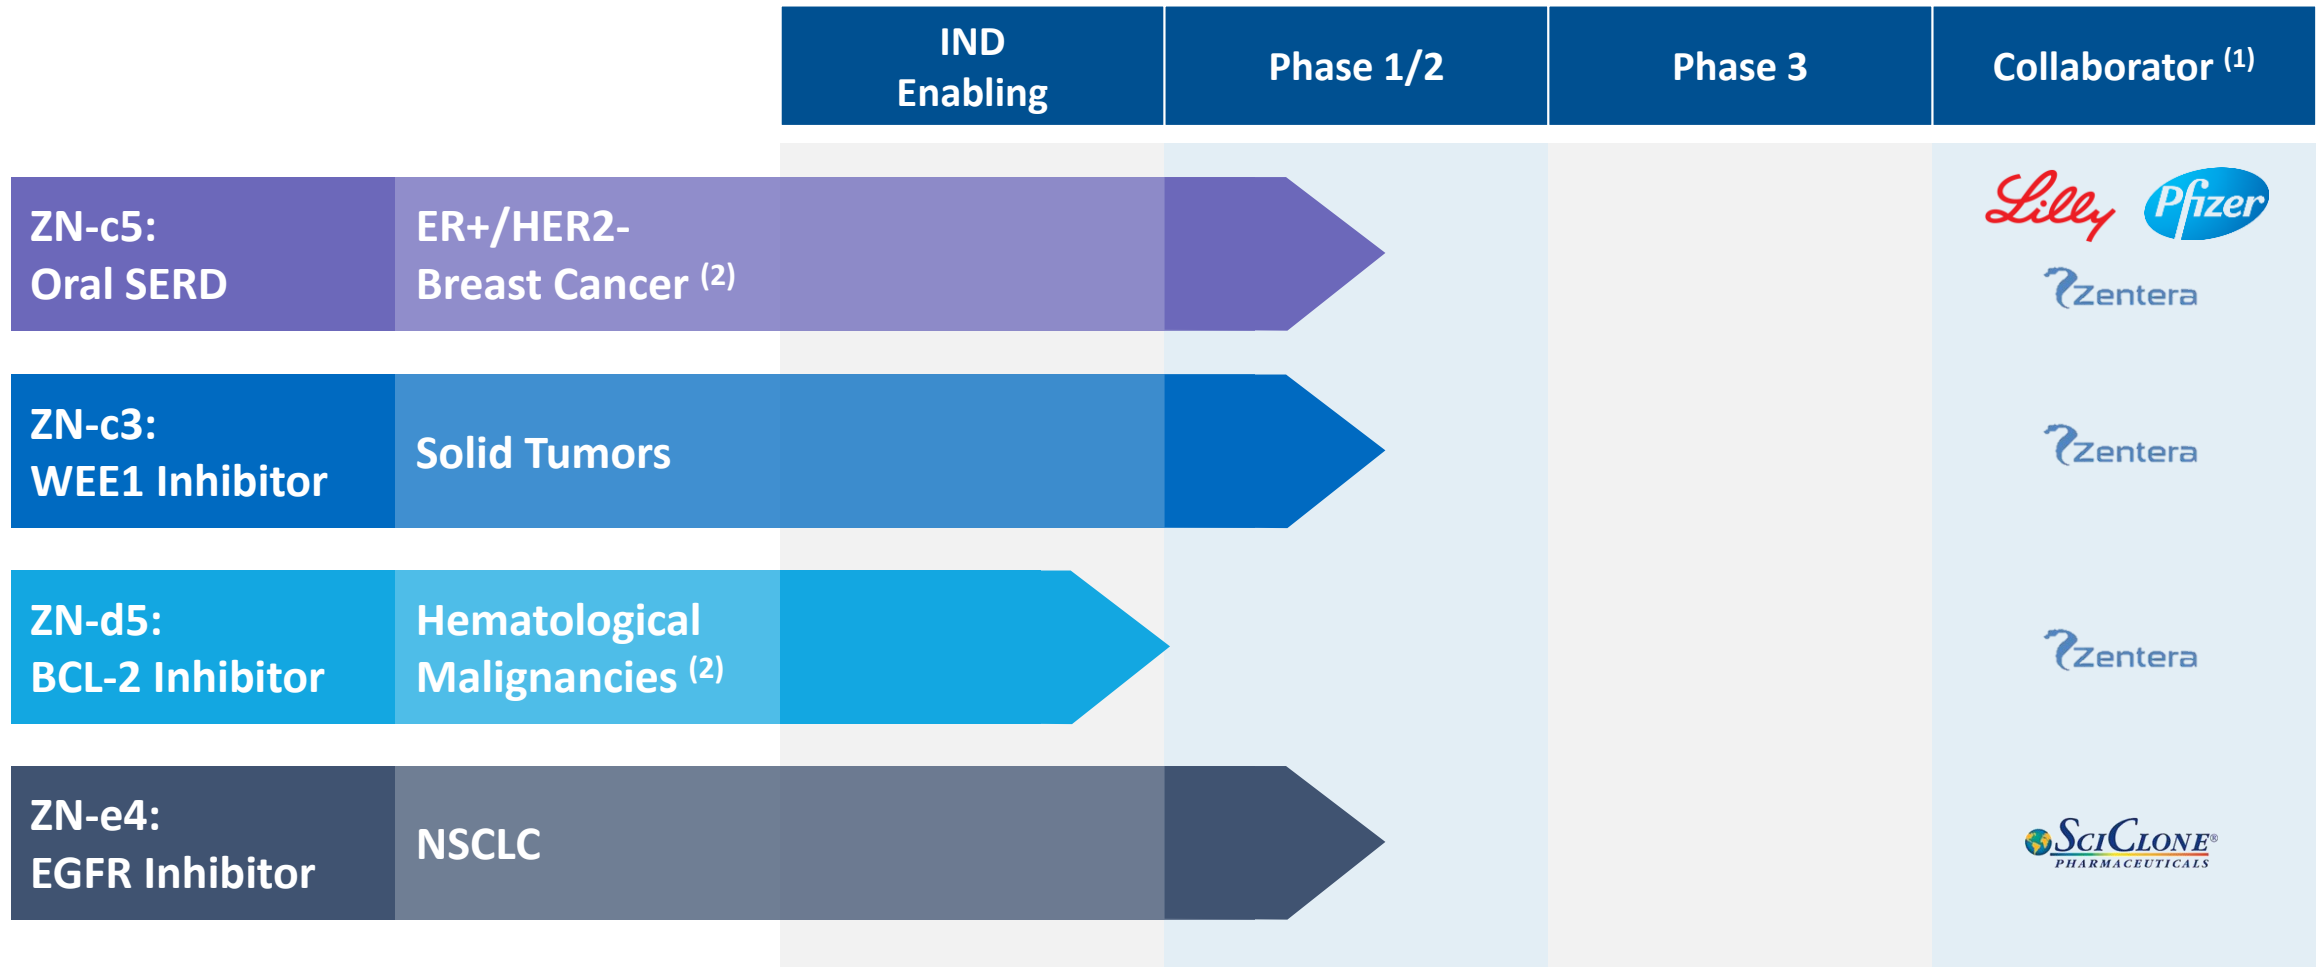 IND
Enabling
Phase 1/2
Phase 3
Collaborator (1)
ZN-c5:
Oral SERD
ER+/HER2-
Breast Cancer (2)
Lilly
Pfizer
Zentera
ZN-c3:
WEE1 Inhibitor
Solid Tumors
Zentera
ZN-d5:
BCL-2 Inhibitor
Hematological
Malignancies (2)
Zentera
ZN-e4:
EGFR Inhibitor
NSCLC
SCICLONE®
PHARMACEUTICALS